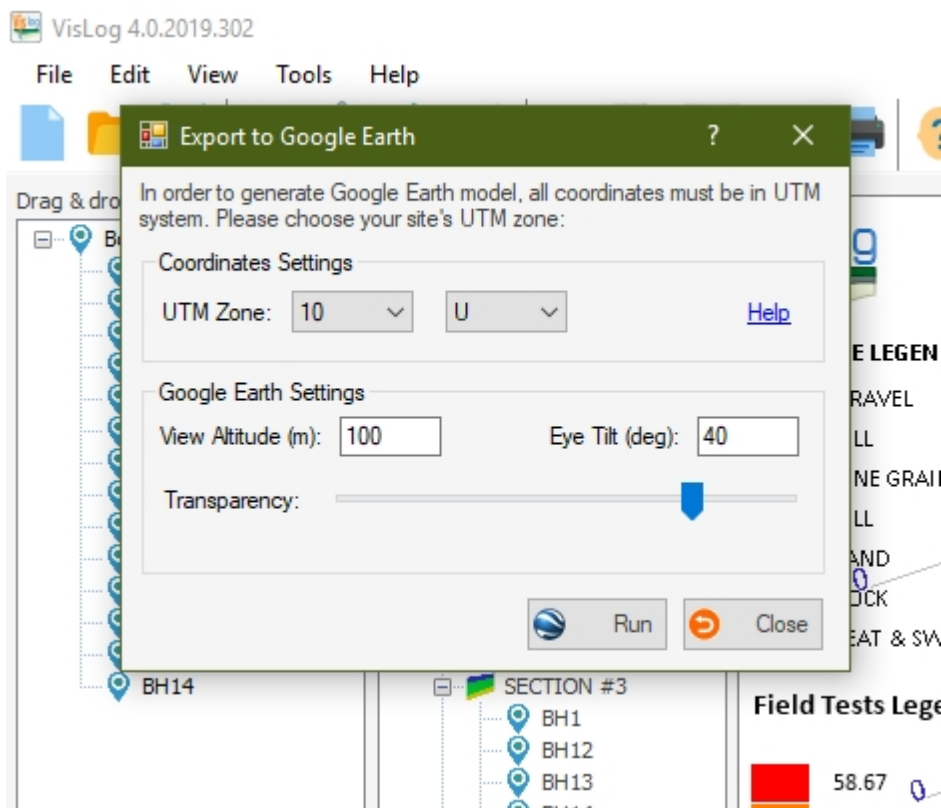 VisLog 4.0.2019.302
File Edit View Tools Help
Export to Google Earth ?
In order to generate Google Earth model, all coordinates must be in UTM
system. Please choose your site's UTM zone:
Coordinates Settings
UTM Zone: 10 U Help
Google Earth Settings
View Altitude (m): 100 Eye Tilt (deg): 40
Transparency:
Run Close
Drag & dro
BH14
SECTION #3
BH1
BH12
BH13
g
E LEGEN
RAVEL
LL
NE GRAI
LL
AND
OCK
EAT & SW
Field Tests Lege
58.67